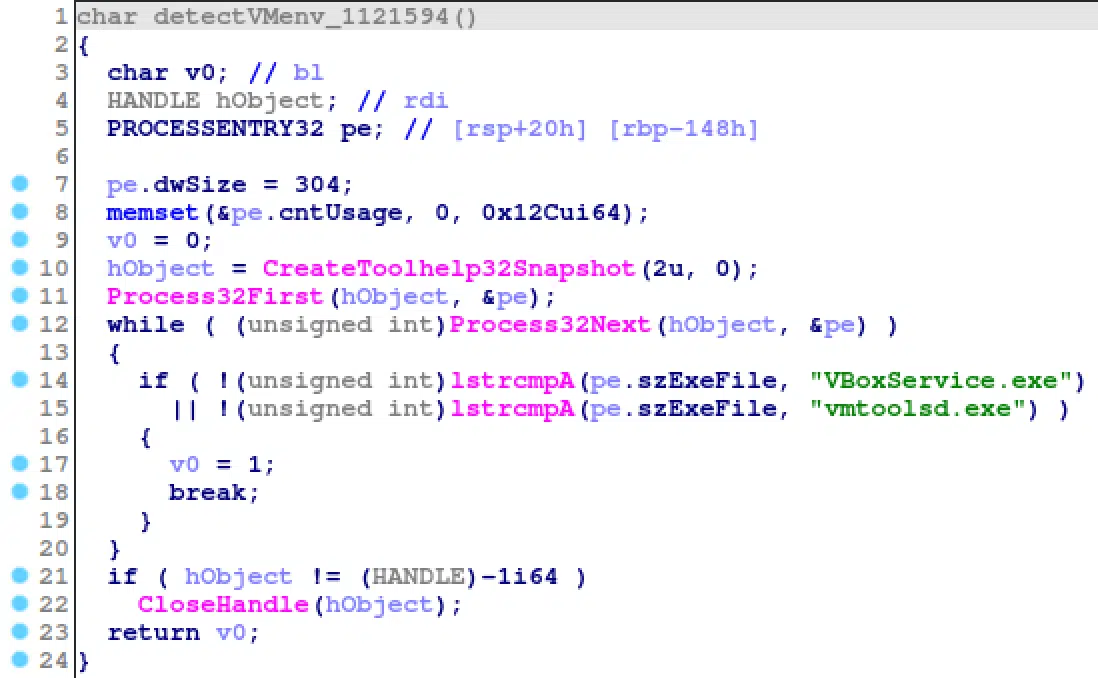 1 char detectVMenv_1121594()
2 {
3   char v0; // bl
4   HANDLE hObject; // rdi
5   PROCESSENTRY32 pe; // [rsp+20h] [rbp-148h]
6
7   pe.dwSize = 304;
8   memset(&pe.cntUsage, 0, 0x12Cui64);
9   v0 = 0;
10   hObject = CreateToolhelp32Snapshot(2u, 0);
11   Process32First(hObject, &pe);
12   while ( (unsigned int)Process32Next(hObject, &pe) )
13   {
14     if ( !(unsigned int)lstrcmpA(pe.szExeFile, "VBoxService.exe")
15       || !(unsigned int)lstrcmpA(pe.szExeFile, "vmtoolsd.exe") )
16     {
17       v0 = 1;
18       break;
19     }
20   }
21   if ( hObject != (HANDLE)-1i64 )
22     CloseHandle(hObject);
23   return v0;
24 }